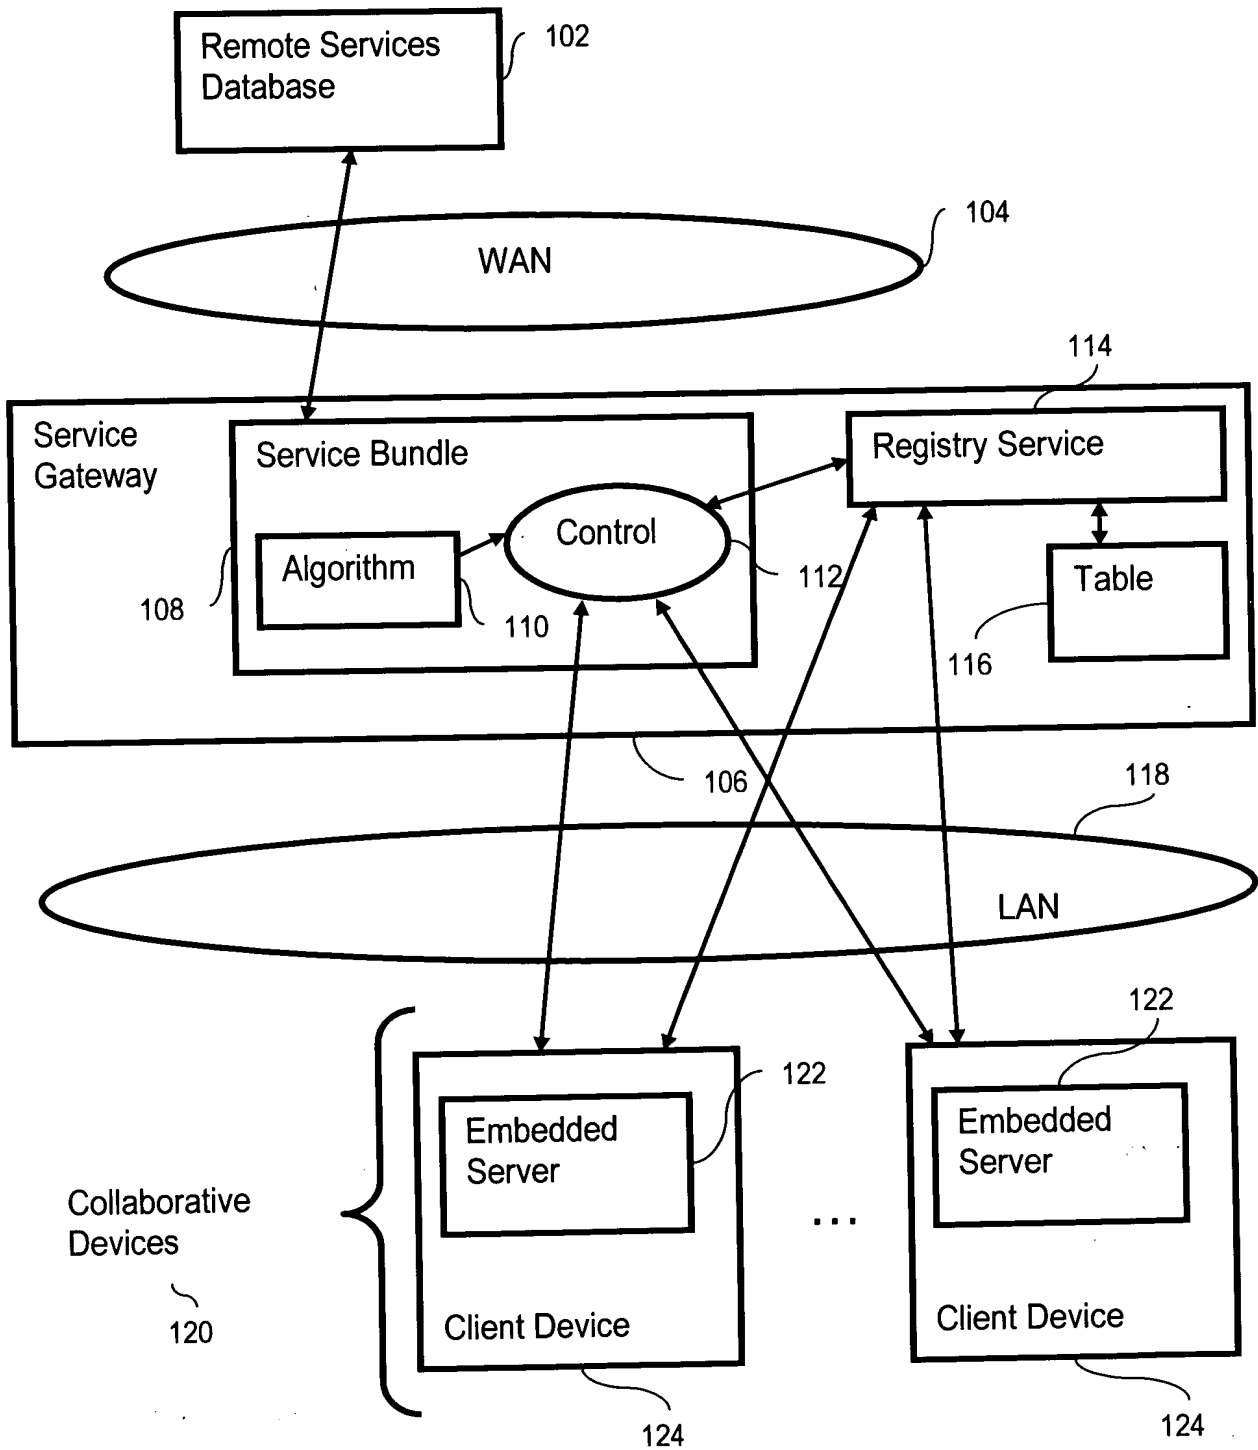 Remote Services
Database
102
104
WAN
114
Service
Gateway
Service Bundle
Registry Service
Control
Algorithm
112
Table
108
110
116
106
118
LAN
122
122
Embedded
Server
Embedded
Server
Collaborative
Devices
...
120
Client Device
Client Device
124
124